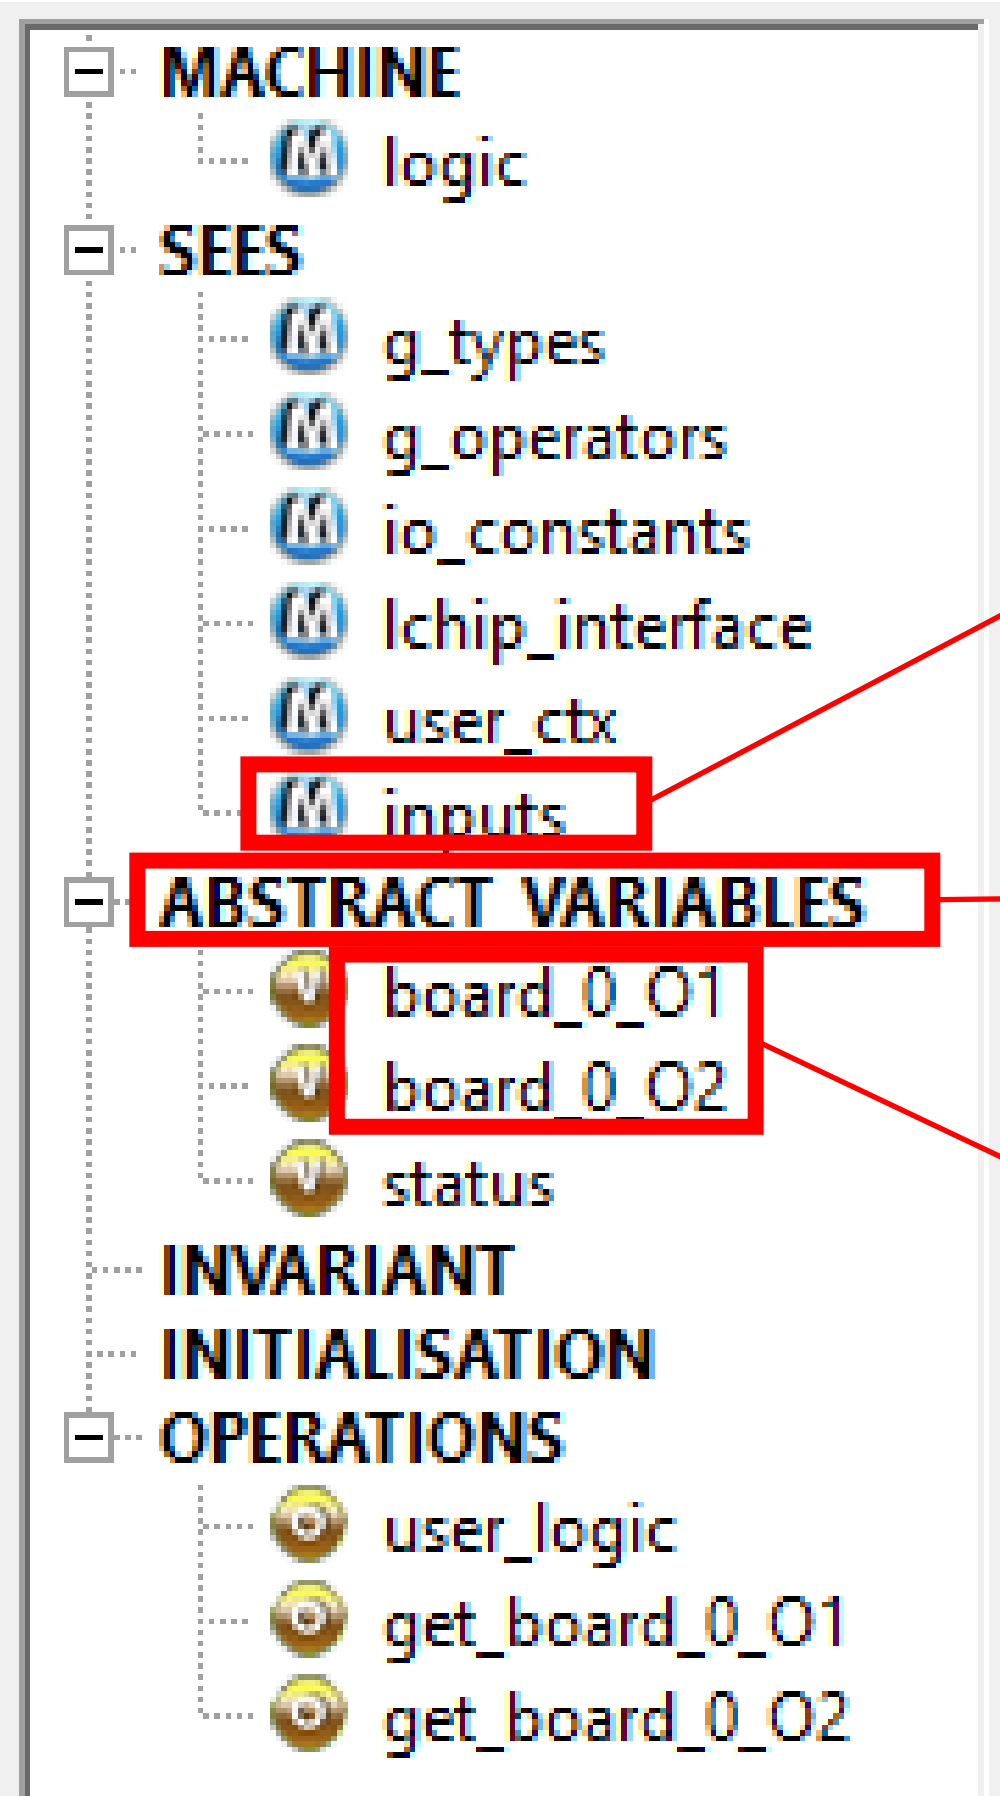 MACHINE
logic
SEES
g_types
g_operators
io_constants
lchip_interface
user_ctx
inputs
ABSTRACT_VARIABLES
board_0_O1
board_0_O2
status
INVARIANT
INITIALISATION
OPERATIONS
user_logic
get_board_0_O1
get_board_0_O2